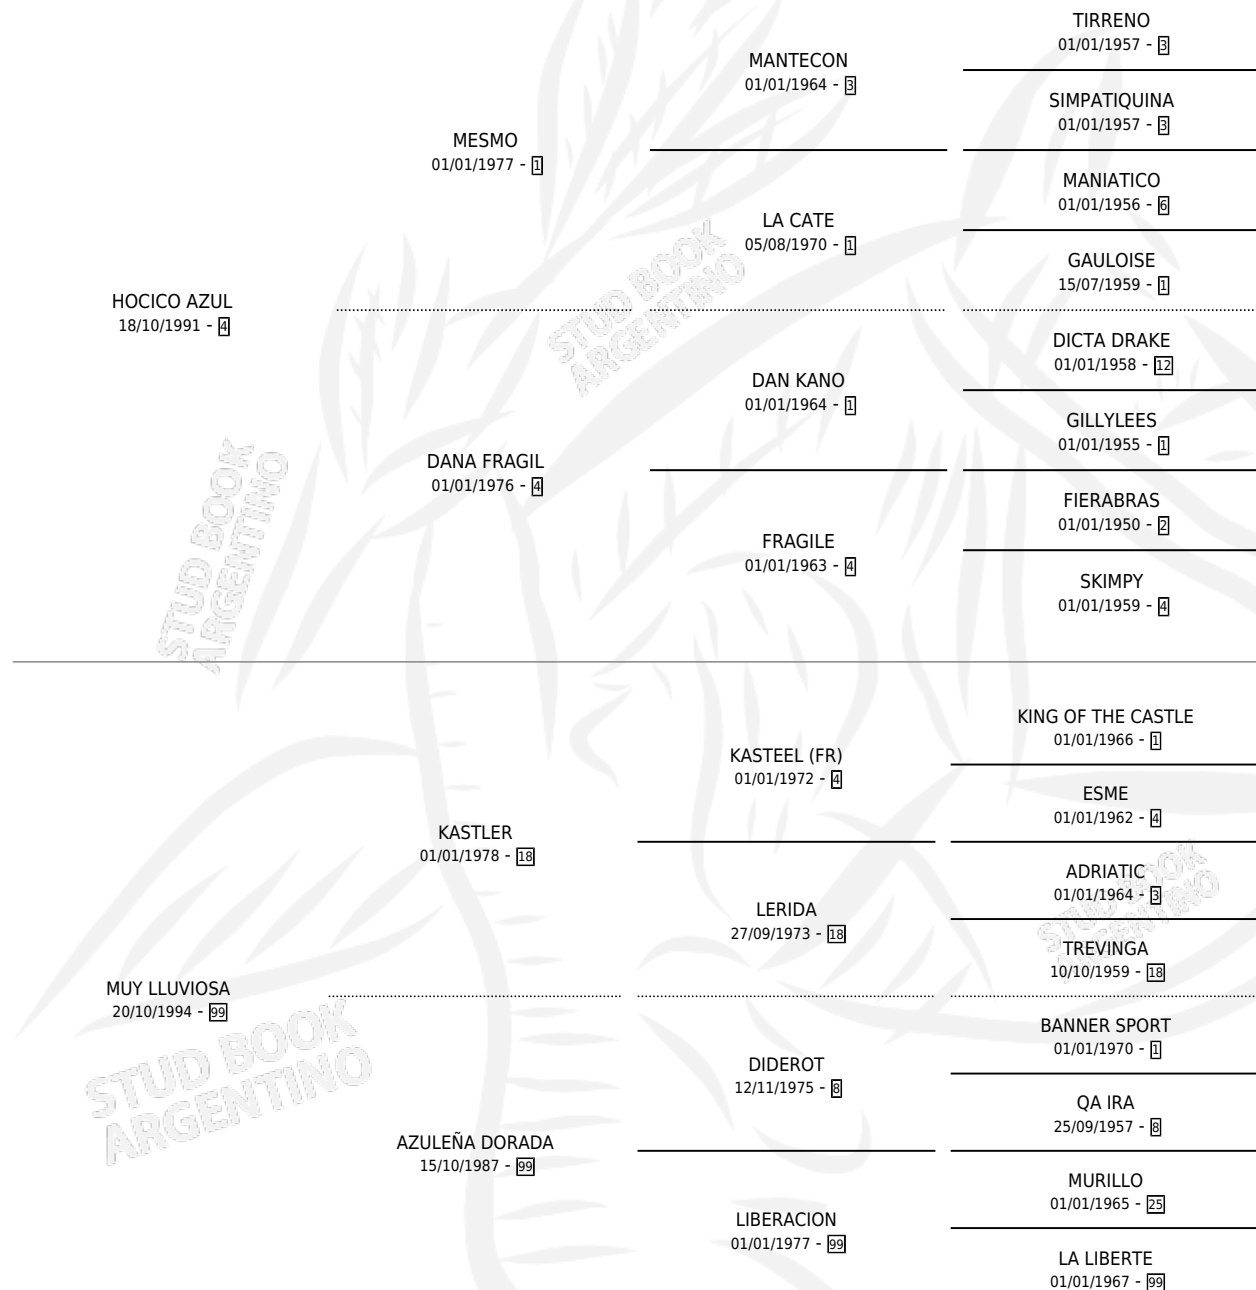 TIRRENO
01/01/1957 - 3
MANTECON
01/01/1964 - 3
SIMPATIQUINA
01/01/1957 - 3
MESMO
01/01/1977 - 1
MANIATICO
01/01/1956 - 6
LA CATE
05/08/1970 - 1
GAULOISE
15/07/1959 - 1
HOCICO AZUL
18/10/1991 - 4
DICTA DRAKE
01/01/1958 - 12
DAN KANO
01/01/1964 - 1
GILLYLEES
01/01/1955 - 1
DANA FRAGIL
01/01/1976 - 4
FIERABRAS
01/01/1950 - 2
FRAGILE
01/01/1963 - 4
SKIMPY
01/01/1959 - 4
KING OF THE CASTLE
01/01/1966 - 1
KASTEEL (FR)
01/01/1972 - 4
ESME
01/01/1962 - 4
KASTLER
01/01/1978 - 18
ADRIATIC
01/01/1964 - 3
LERIDA
27/09/1973 - 18
TREVINGA
10/10/1959 - 18
MUY LLUVIOSA
20/10/1994 - 99
BANNER SPORT
01/01/1970 - 1
DIDEROT
12/11/1975 - 8
QA IRA
25/09/1957 - 8
AZULEÑA DORADA
15/10/1987 - 99
MURILLO
01/01/1965 - 25
LIBERACION
01/01/1977 - 99
LA LIBERTE
01/01/1967 - 99
STUD BOOK
ARGENTINO
STUD BOOK
ARGENTINO
STUD BOOK
ARGENTINO
STUD BOOK
ARGENTINO